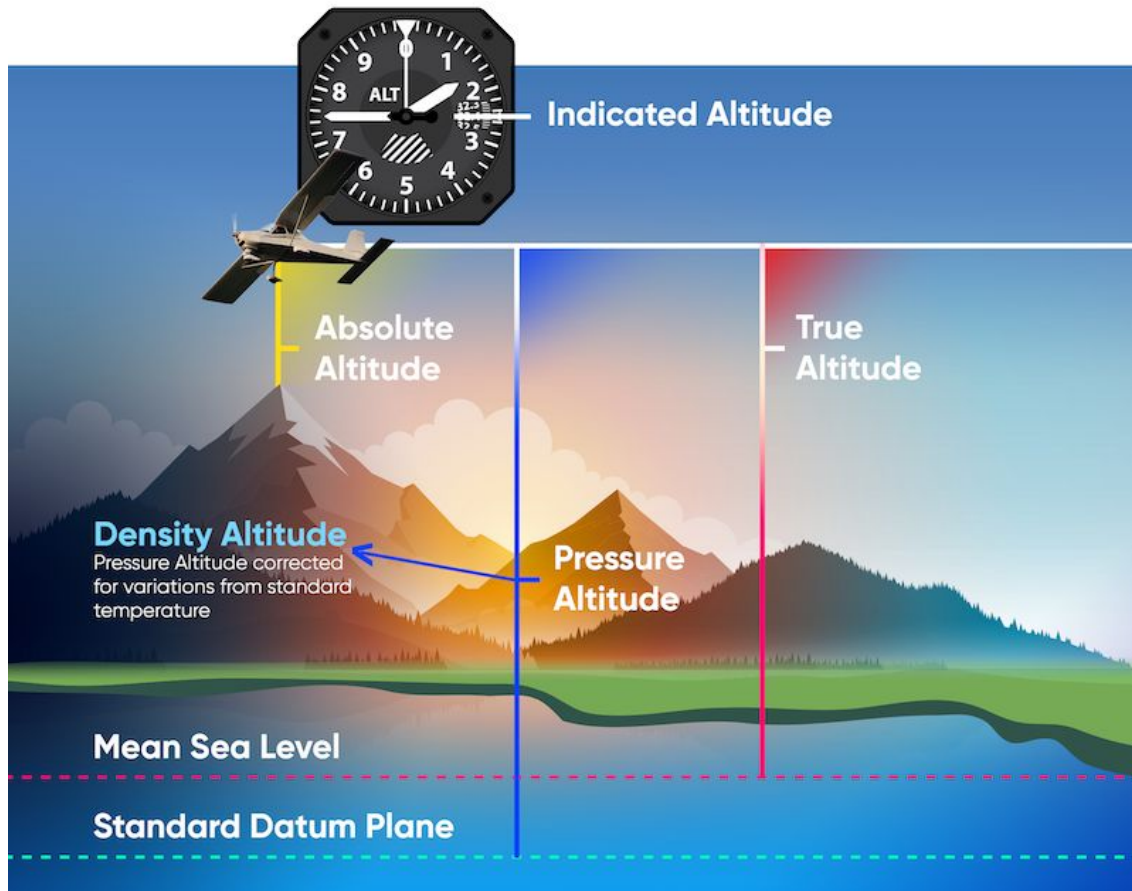 0
1
2
3
4
5
6
7
8
9
ALT
Indicated Altitude
Absolute
Altitude
True
Altitude
Density Altitude
Pressure Altitude corrected
for variations from standard
temperature
Pressure
Altitude
Mean Sea Level
Standard Datum Plane